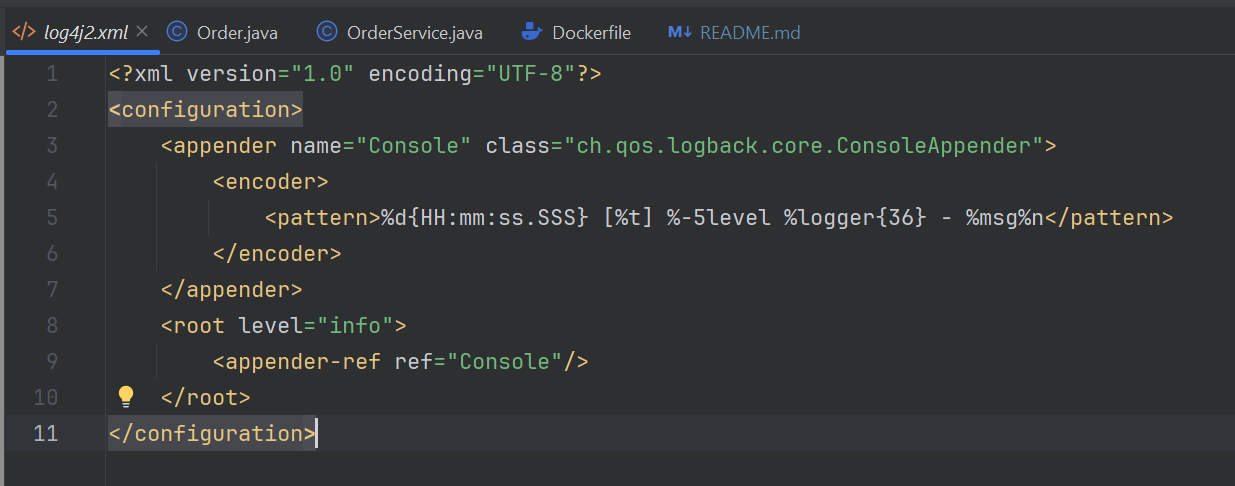 log4j2.xml Order.java OrderService.java Dockerfile M↓ README.md
1 <?xml version="1.0" encoding="UTF-8"?>
2 <configuration>
3     <appender name="Console" class="ch.qos.logback.core.ConsoleAppender">
4         <encoder>
5             <pattern>%d{HH:mm:ss.SSS} [%t] %-5level %logger{36} - %msg%n</pattern>
6         </encoder>
7     </appender>
8     <root level="info">
9         <appender-ref ref="Console"/>
10     </root>
11 </configuration>